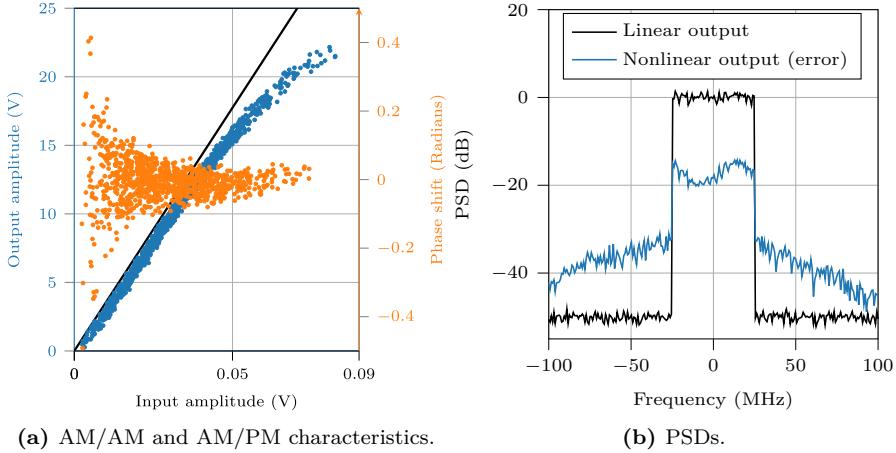 25
20
15
10
5
0
Output amplitude (V)
0
0.05
0.09
Input amplitude (V)
0.4
0.2
0
−0.2
−0.4
Phase shift (Radians)
(a) AM/AM and AM/PM characteristics.
20
0
−20
−40
PSD (dB)
Linear output
Nonlinear output (error)
−100
−50
0
50
100
Frequency (MHz)
(b) PSDs.